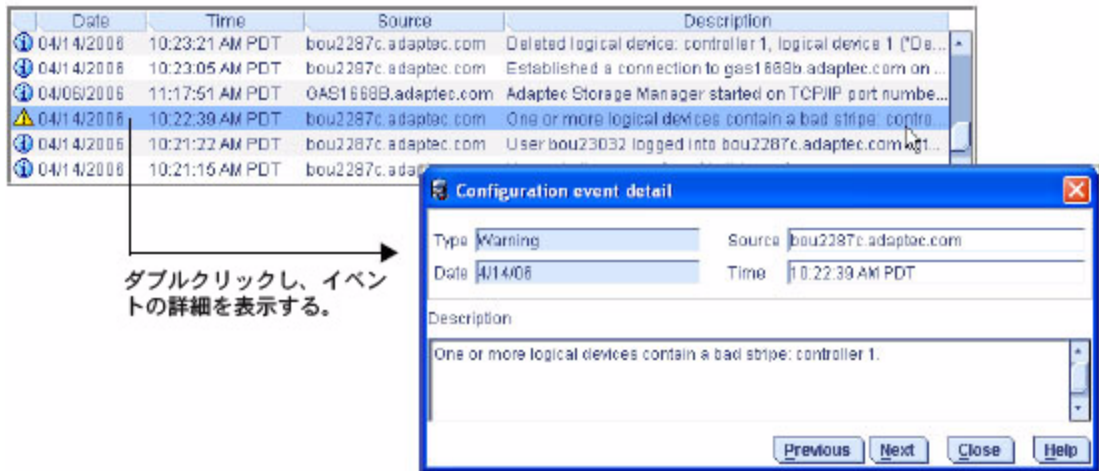 Date Time Source Description
04/14/2006 10:23:21 AM PDT bou2287c.adaptec.com Deleted logical device: controller 1, logical device 1 ("De...
04/14/2006 10:23:05 AM PDT bou2287c.adaptec.com Established a connection to gas1669b.adaptec.com on ...
04/06/2006 11:17:51 AM PDT GAS1669B.adaptec.com Adaptec Storage Manager started on TCP/IP port numbe...
04/14/2006 10:22:39 AM PDT bou2287c.adaptec.com One or more logical devices contain a bad stripe: contro...
04/14/2006 10:21:22 AM PDT bou2287c.adaptec.com User bou23032 logged into bou2287c.adaptec.com
04/14/2006 10:21:15 AM PDT
Configuration event detail
Type Warning Source bou2287c.adaptec.com
Date 4/14/06 Time 10:22:39 AM PDT
Description
One or more logical devices contain a bad stripe: controller 1.
Previous Next Close Help
ダブルクリックし、イベン
トの詳細を表示する。